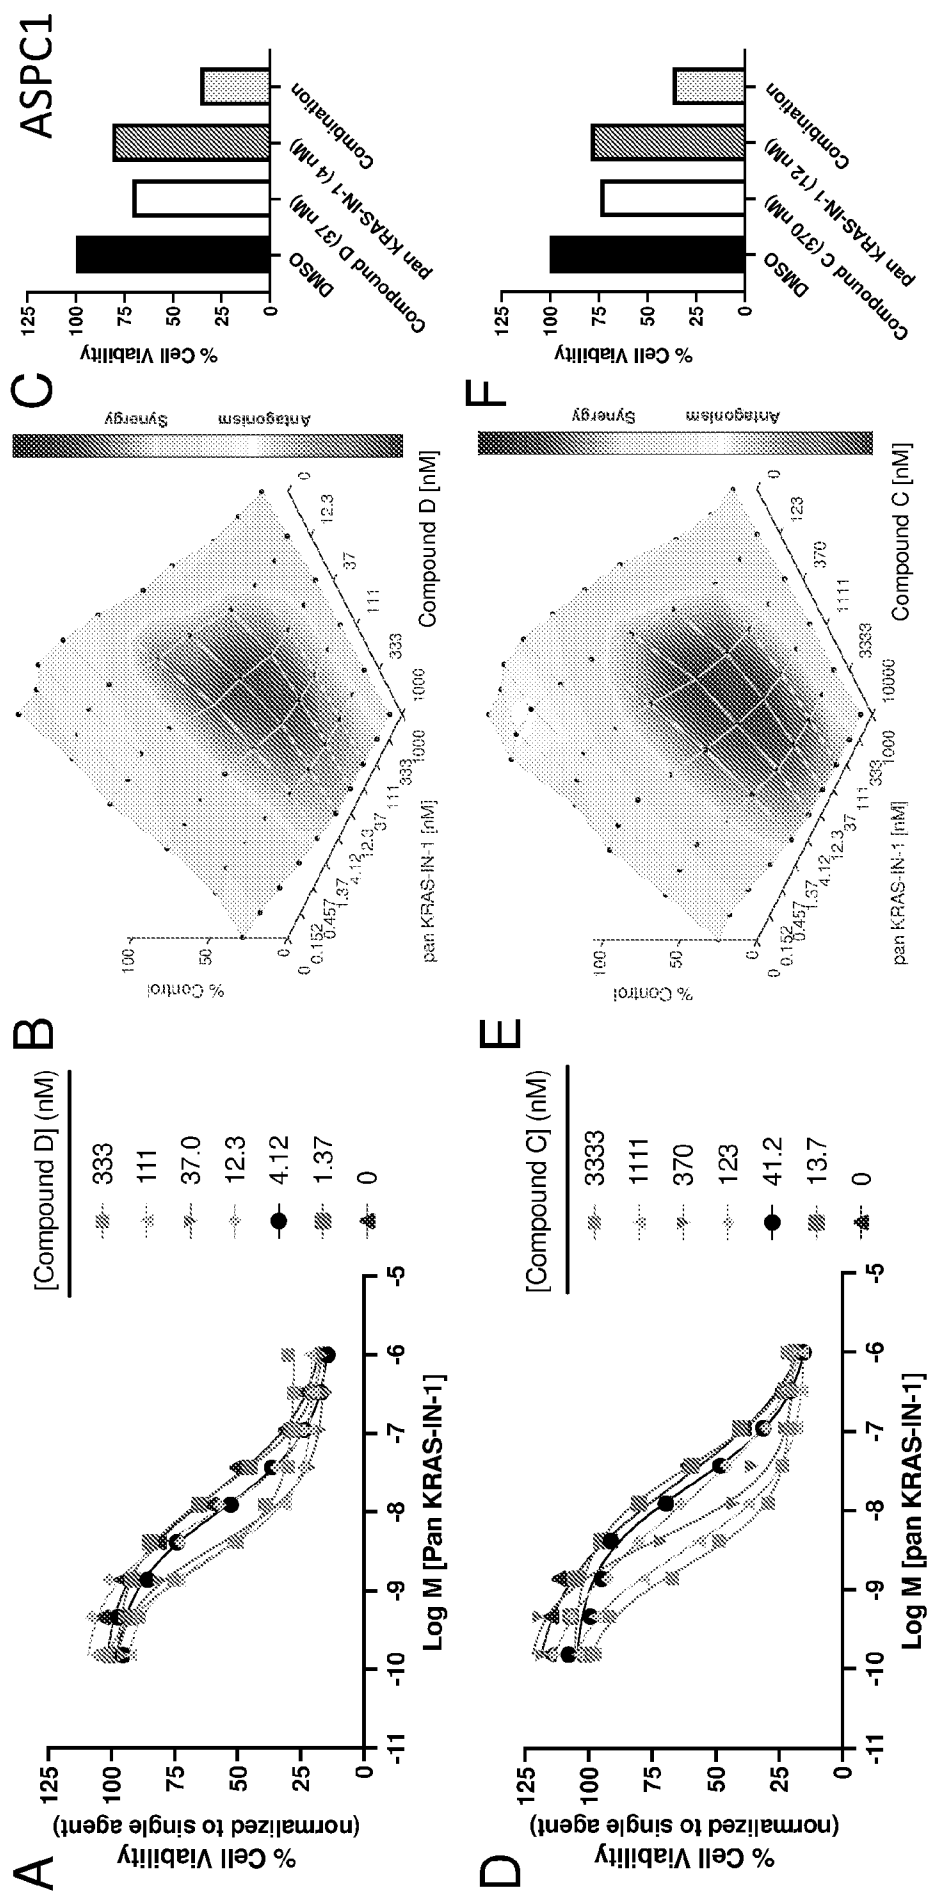 ASPC1
A
% Cell Viability
(normalized to single agent)
125
100
75
50
25
0
-11
-10
-9
-8
-7
-6
-5
Log M [Pan KRAS-IN-1]
[Compound D] (nM)
333
111
37.0
12.3
4.12
1.37
0
B
% Control
100
50
0
0
0.152
0.457
1.37
4.12
12.3
37
111
333
1000
pan KRAS-IN-1 [nM]
1000
333
111
37
12.3
0
Compound D [nM]
Synergy
Antagonism
C
% Cell Viability
125
100
75
50
25
0
DMSO
Compound D (37 nM)
pan KRAS-IN-1 (4 nM)
Combination
D
% Cell Viability
(normalized to single agent)
125
100
75
50
25
0
-11
-10
-9
-8
-7
-6
-5
Log M [pan KRAS-IN-1]
[Compound C] (nM)
3333
1111
370
123
41.2
13.7
0
E
% Control
100
50
0
0
0.152
0.457
1.37
4.12
12.3
37
111
333
1000
pan KRAS-IN-1 [nM]
10000
3333
1111
370
123
0
Compound C [nM]
Synergy
Antagonism
F
% Cell Viability
125
100
75
50
25
0
DMSO
Compound C (370 nM)
pan KRAS-IN-1 (12 nM)
Combination